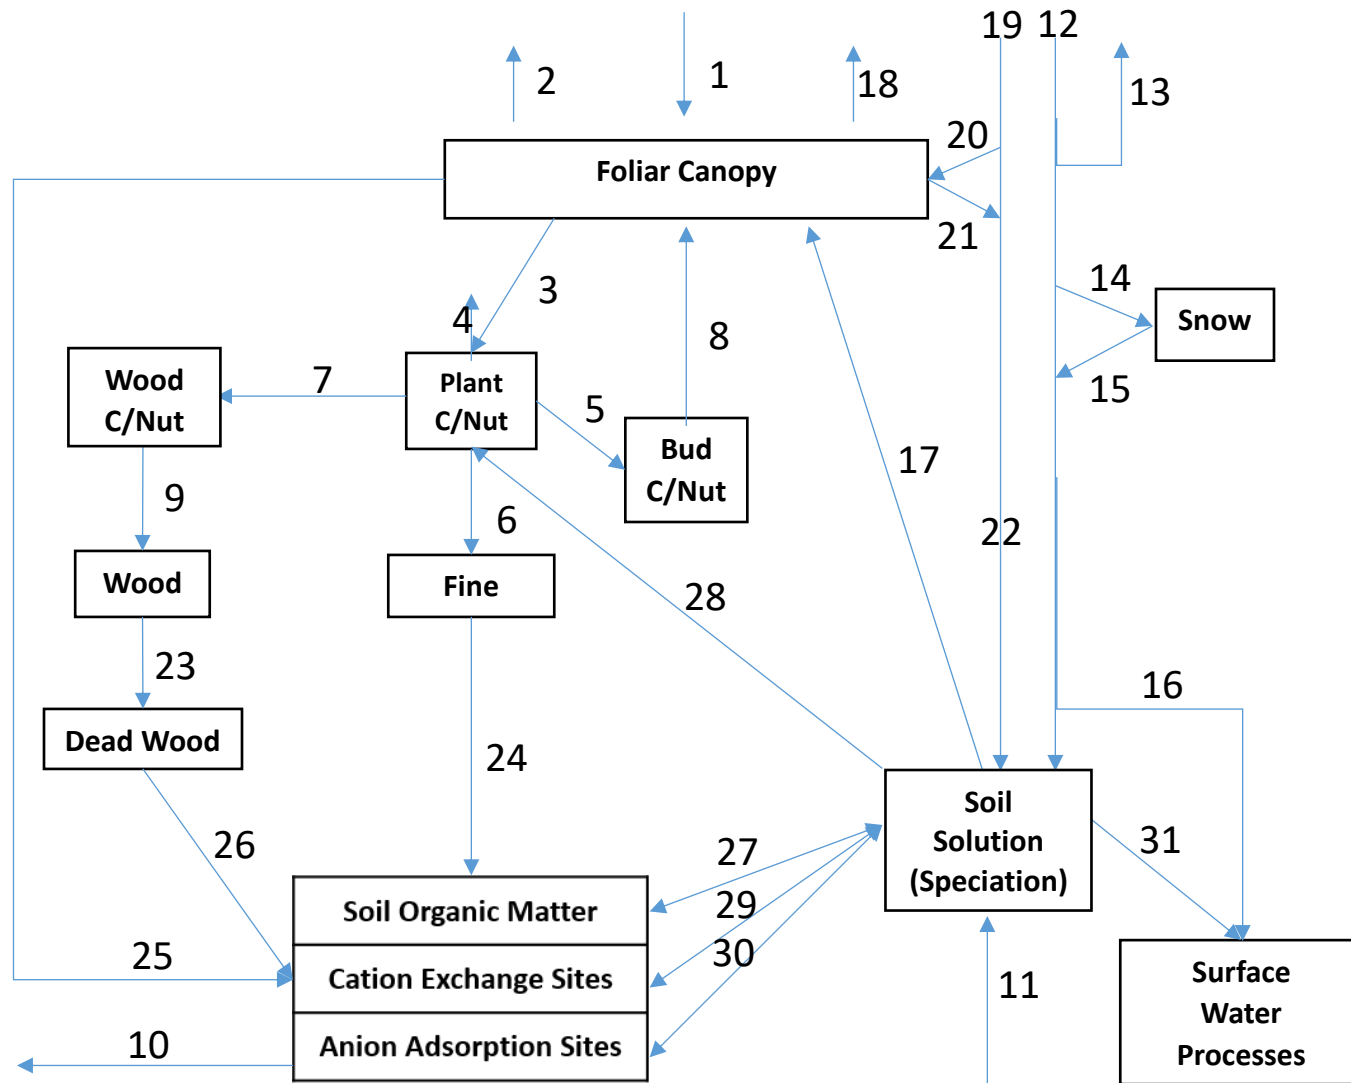 19 12
2 1 18 13
20
Foliar Canopy
21
3
14
4
8
Snow
Wood
C/Nut
7
Plant
C/Nut
5
15
Bud
C/Nut
17
9
6
22
Wood
Fine
28
23
16
Dead Wood
24
26
27
Soil
Solution
(Speciation)
31
Soil Organic Matter
29
30
25
Cation Exchange Sites
11
Surface
Water
Processes
10
Anion Adsorption Sites